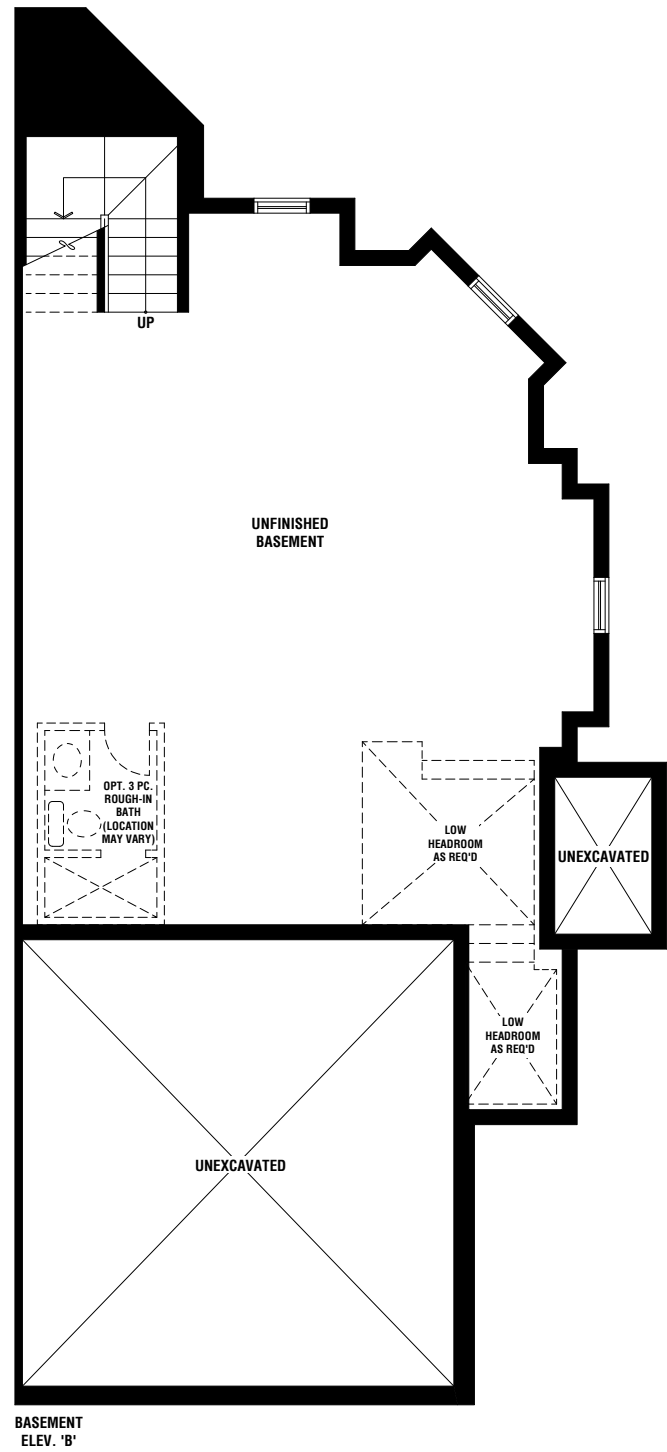 UP
UNFINISHED
BASEMENT
OPT. 3 PC.
ROUGH-IN
BATH
(LOCATION
MAY VARY)
LOW
HEADROOM
AS REQ'D
UNEXCAVATED
LOW
HEADROOM
AS REQ'D
UNEXCAVATED
BASEMENT
ELEV. 'B'